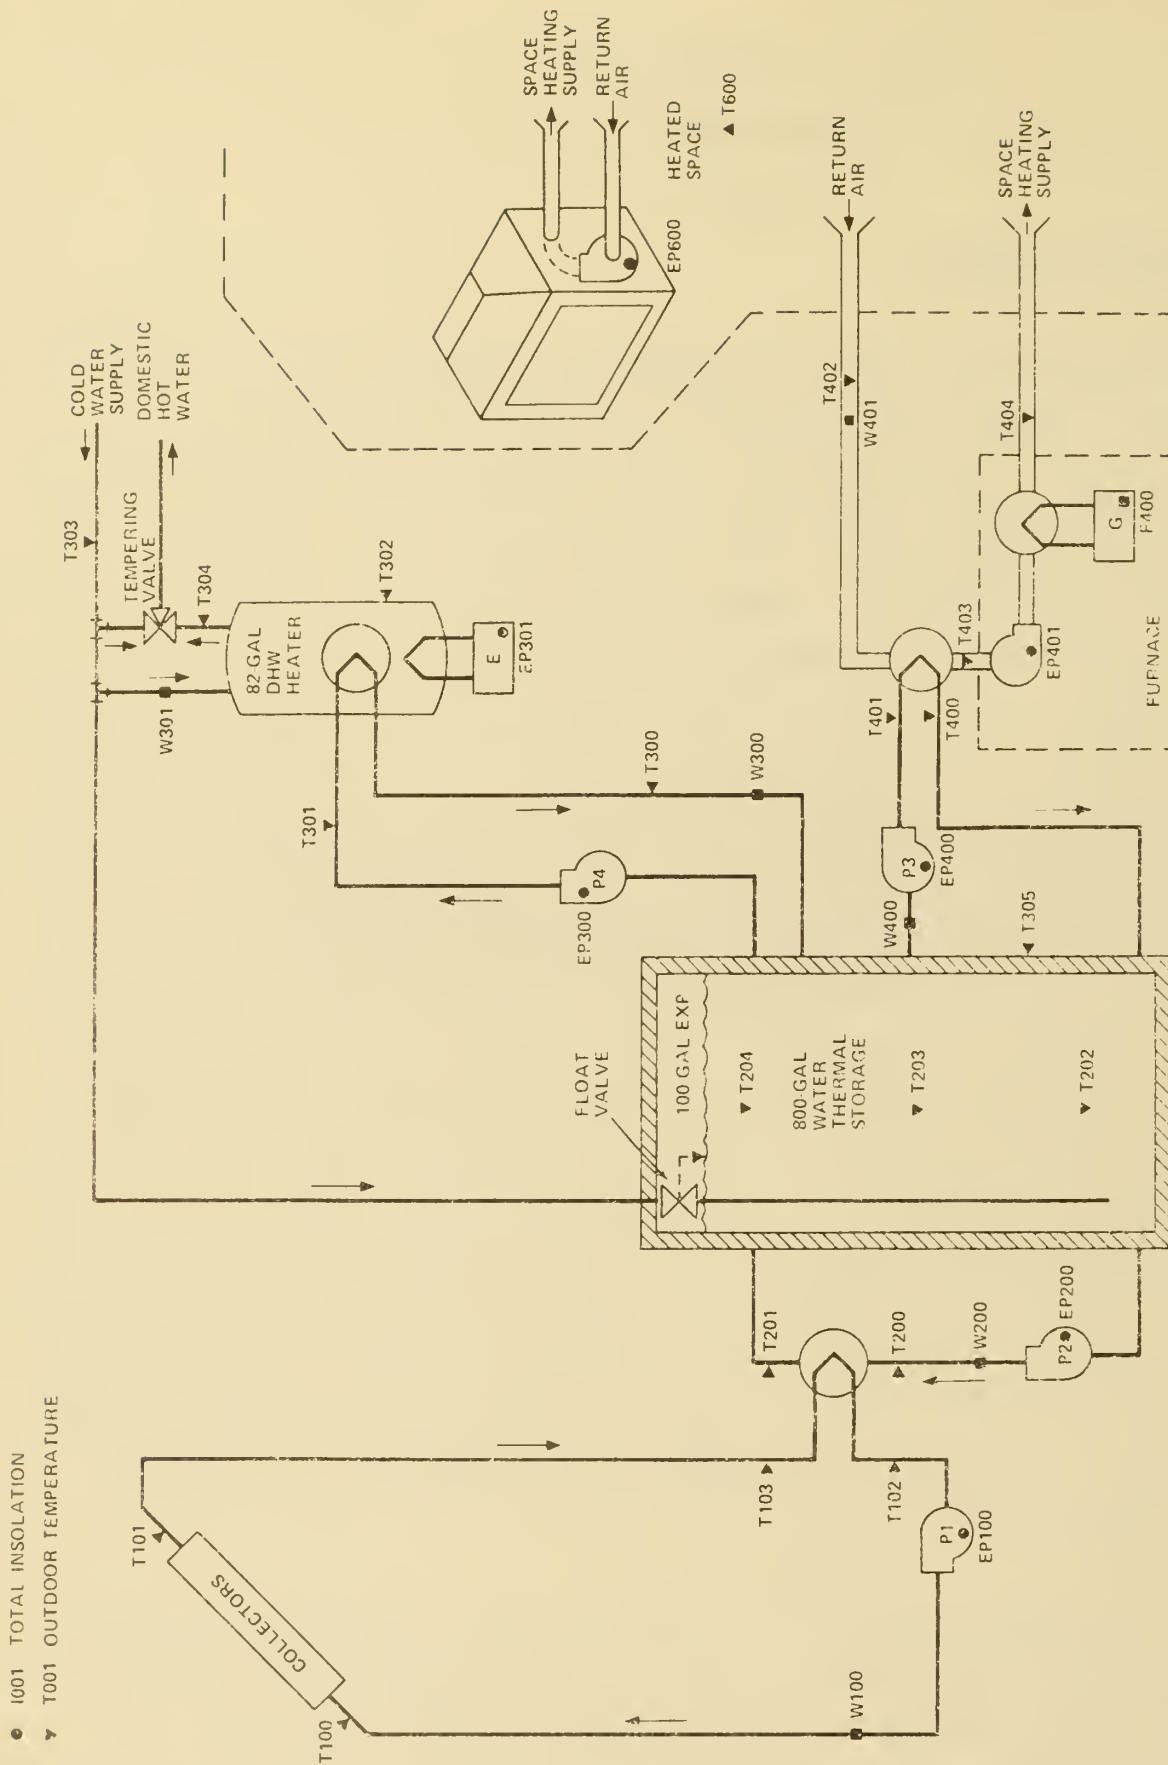 I001 TOTAL INSOLATION
T001 OUTDOOR TEMPERATURE
COLLECTORS
T100
T101
W100
P1
EP100
T102
T103
T201
T200
W200
P2
EP200
COLD
WATER
SUPPLY
DOMESTIC
HOT
WATER
T303
TEMPERING
VALVE
T304
W301
82-GAL
DHW
HEATER
T302
E
EP301
T301
T300
W300
P4
EP300
FLOAT
VALVE
100 GAL EXP
T204
800-GAL
WATER
THERMAL
STORAGE
T203
T202
T305
W400
P3
EP400
T401
T400
T403
EP401
FURNACE
G
F400
T404
T402
W401
RETURN
AIR
SPACE
HEATING
SUPPLY
SPACE
HEATING
SUPPLY
RETURN
AIR
EP600
HEATED
SPACE
T600